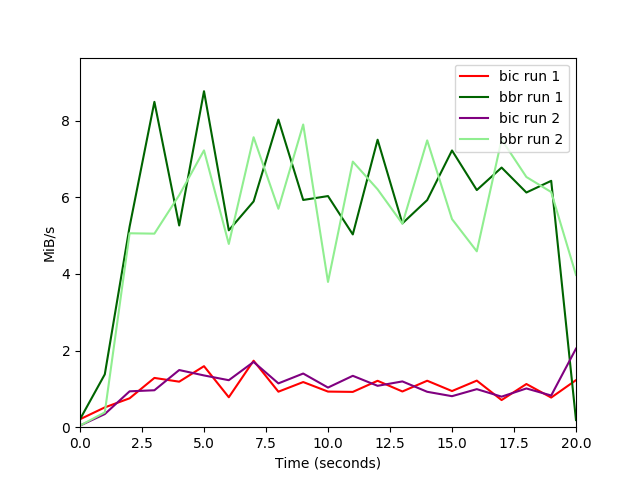 bic run 1
bbr run 1
bic run 2
bbr run 2
MiB/s
8
6
4
2
0
0.0 2.5 5.0 7.5 10.0 12.5 15.0 17.5 20.0
Time (seconds)